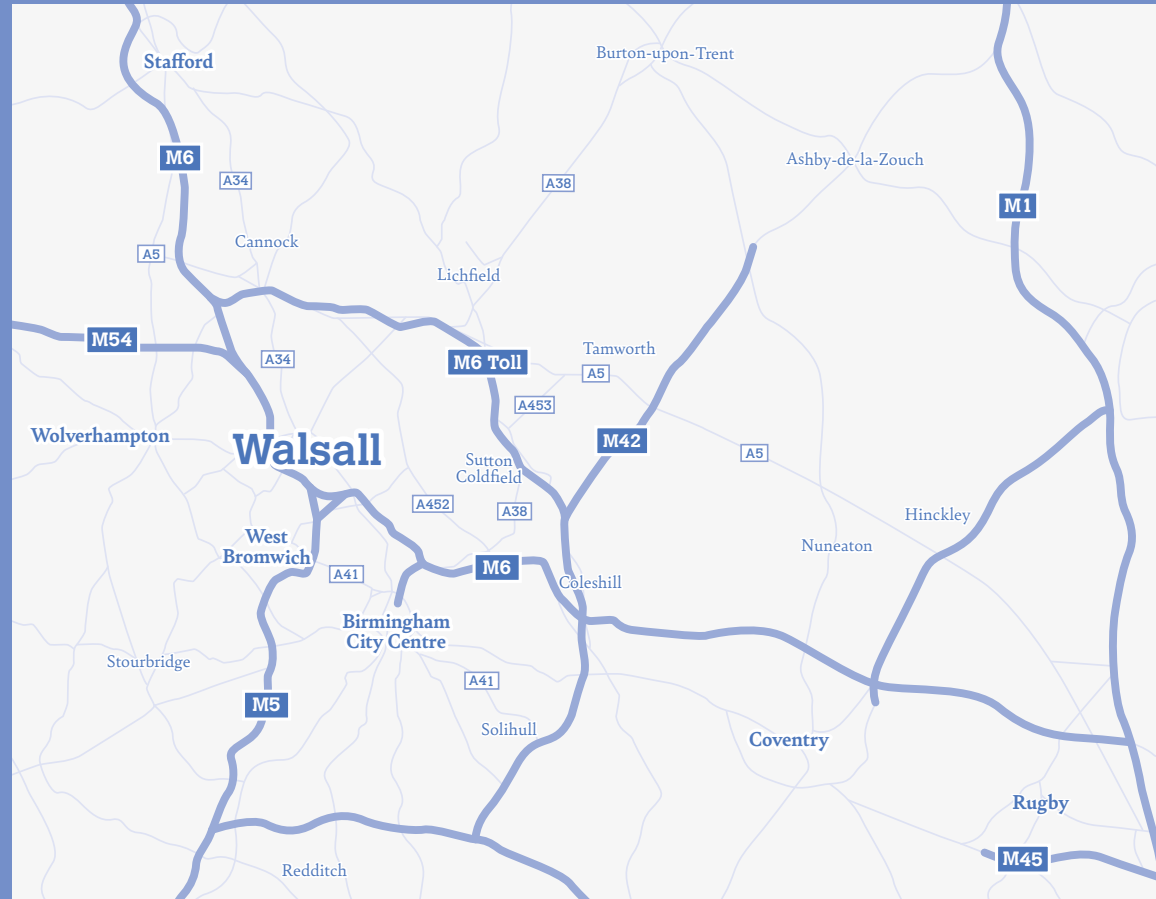 Burton-upon-Trent
Stafford
M6
Ashby-de-la-Zouch
A34
A38
M1
Cannock
A5
Lichfield
M54
Tamworth
A34
M6 Toll
A5
A453
Wolverhampton
Walsall
M42
A5
Sutton
Coldfield
A452
A38
Hinckley
West
Bromwich
Nuneaton
A41
M6
Coleshill
Birmingham
City Centre
Stourbridge
A41
M5
Solihull
Coventry
Rugby
M45
Redditch